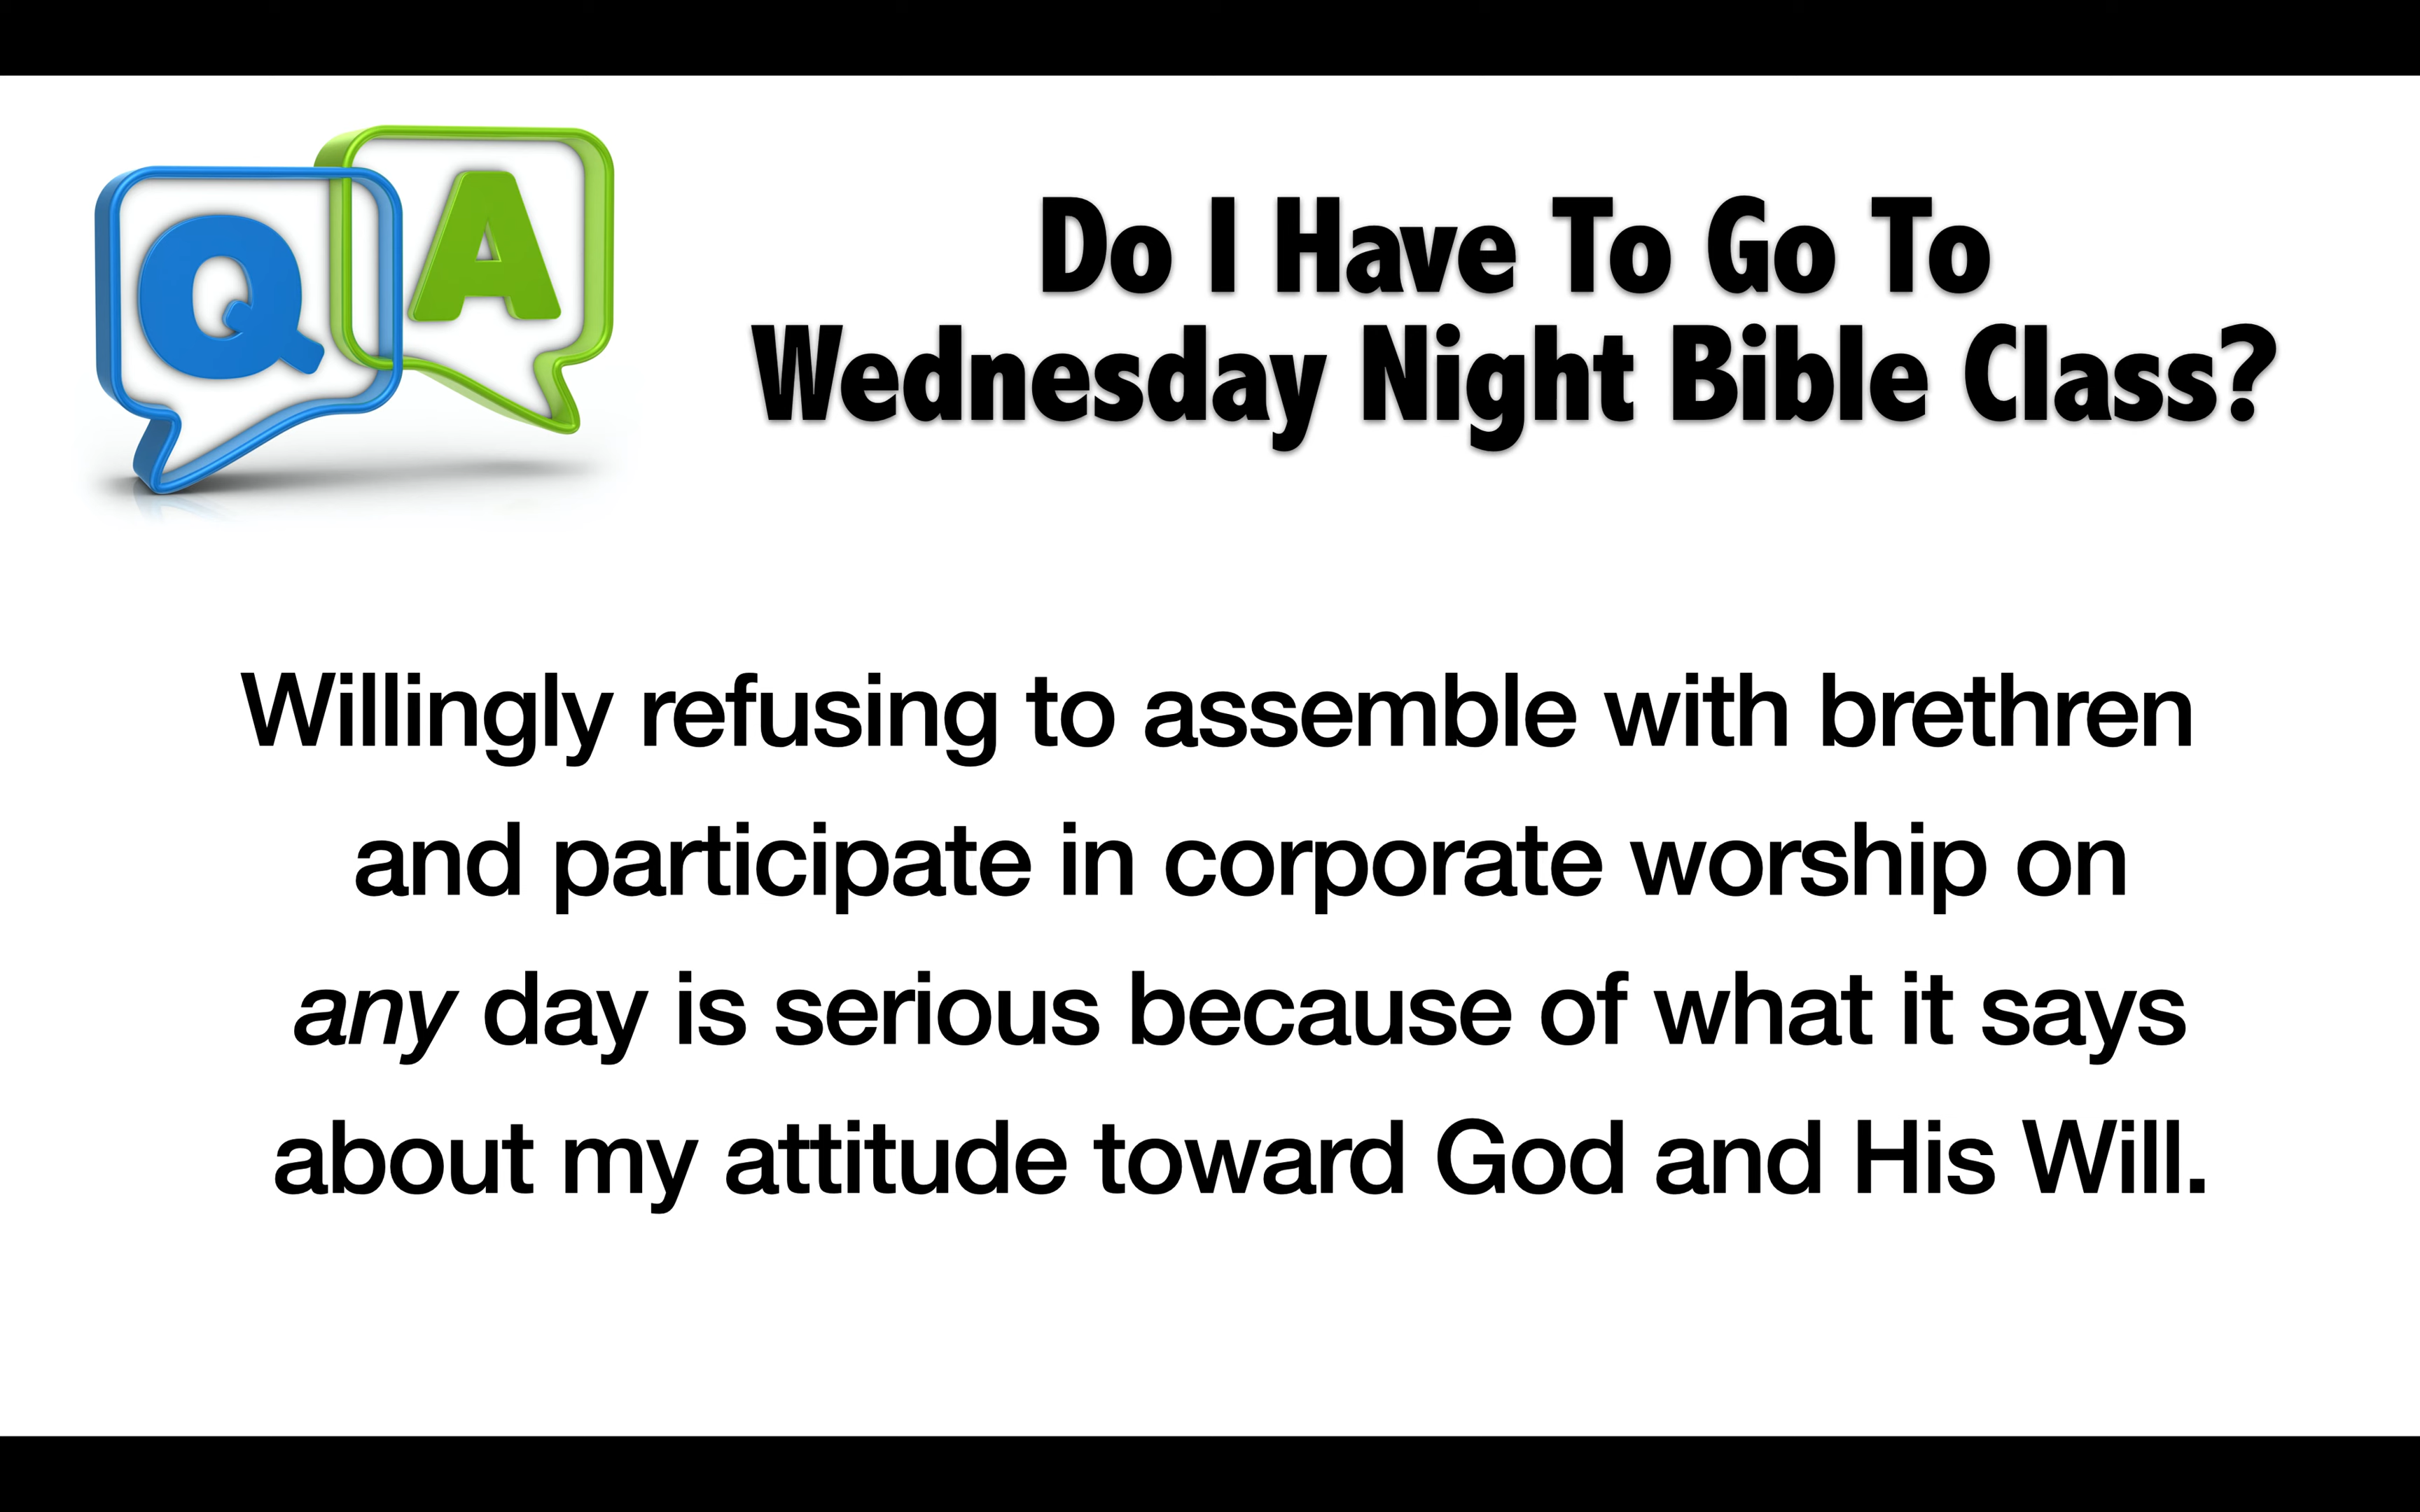 Q A
Do I Have To Go To
Wednesday Night Bible Class?
Willingly refusing to assemble with brethren
and participate in corporate worship on
any day is serious because of what it says
about my attitude toward God and His Will.